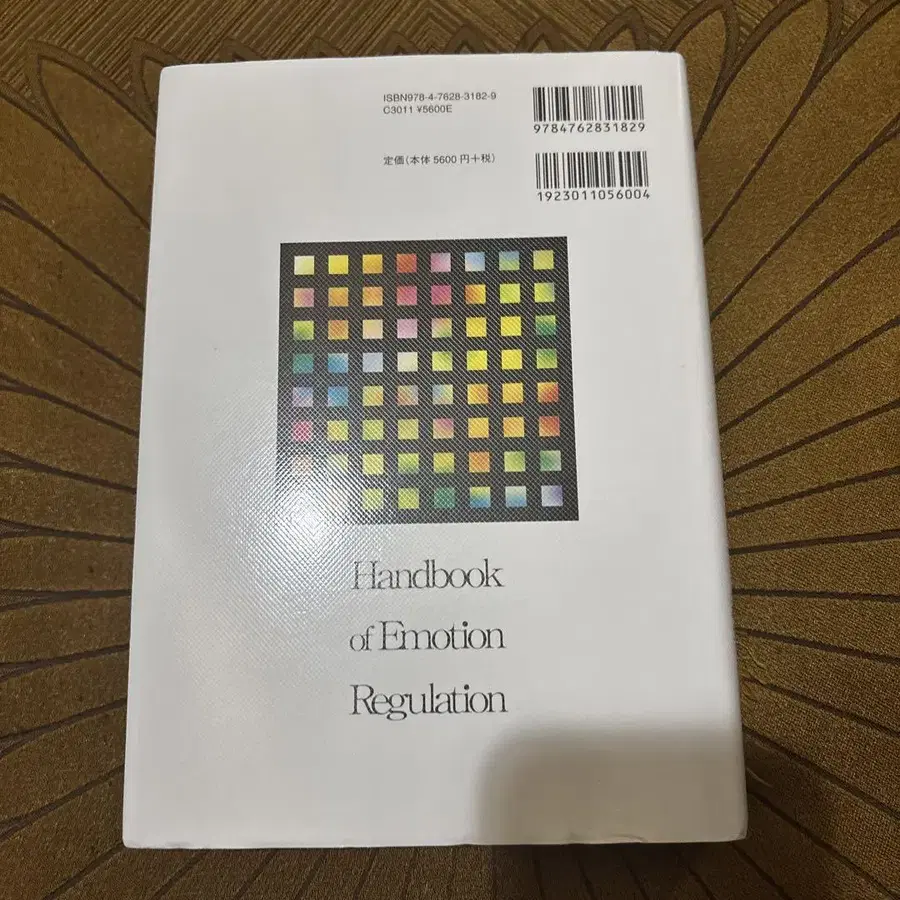 ISBN978-4-7628-3182-9
C3011 ¥5600E
9784762831829
定価(本体 5600 円+税)
1923011056004
Handbook
of Emotion
Regulation